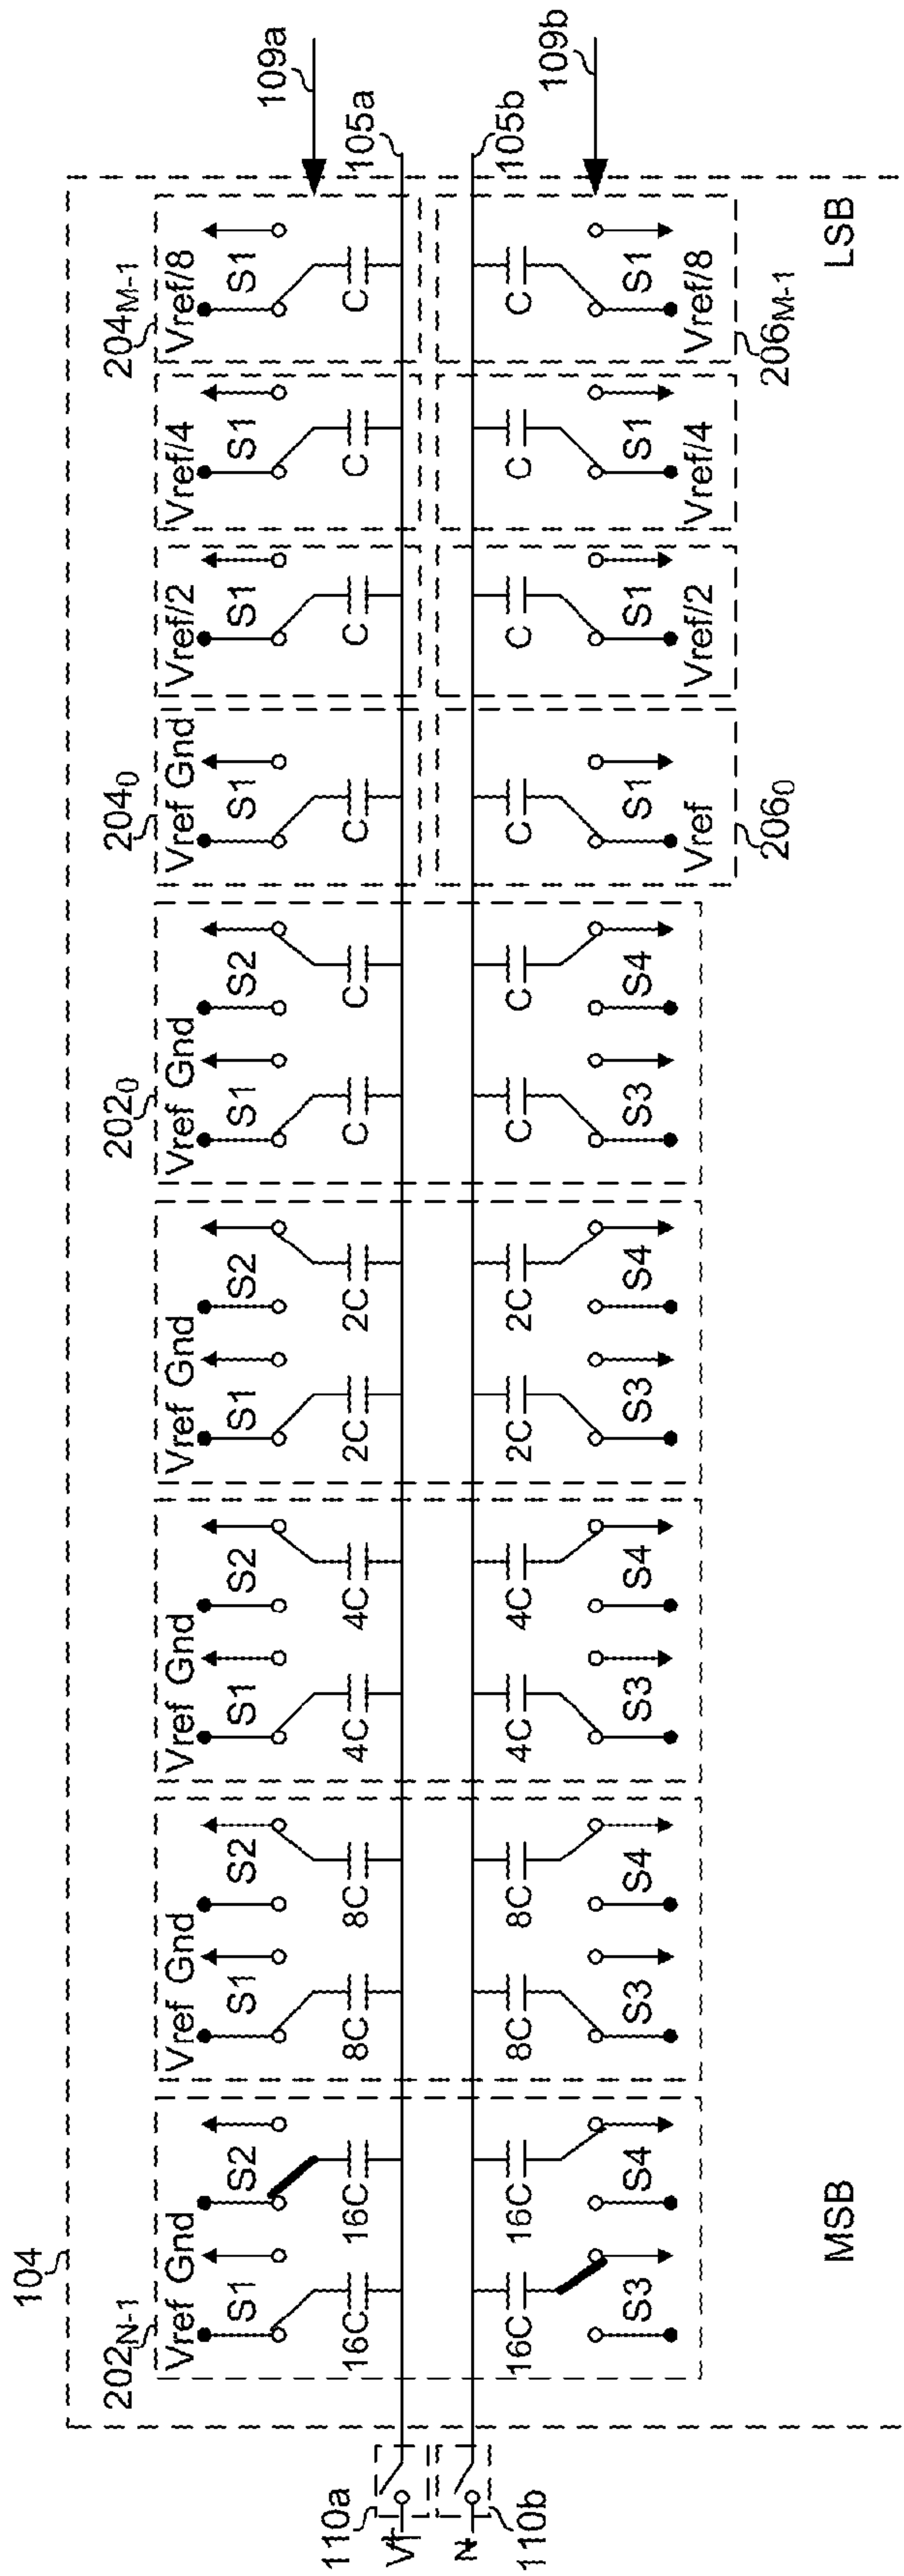 104
202N-1 2020 2040 204M-1
Vref Gnd Vref Gnd Vref Gnd Vref Gnd Vref Gnd Vref Gnd Vref/2 Vref/4 Vref/8
S1 S2 S1 S2 S1 S2 S1 S2 S1 S2 S1 S1 S1 S1
109a
110a
16C 16C 8C 8C 4C 4C 2C 2C C C C C C C
105a
105b
16C 16C 8C 8C 4C 4C 2C 2C C C C C C C
110b
109b
S3 S4 S3 S4 S3 S4 S3 S4 S3 S4 S1 S1 S1 S1
Vref Vref/2 Vref/4 Vref/8
2060 206M-1
MSB LSB